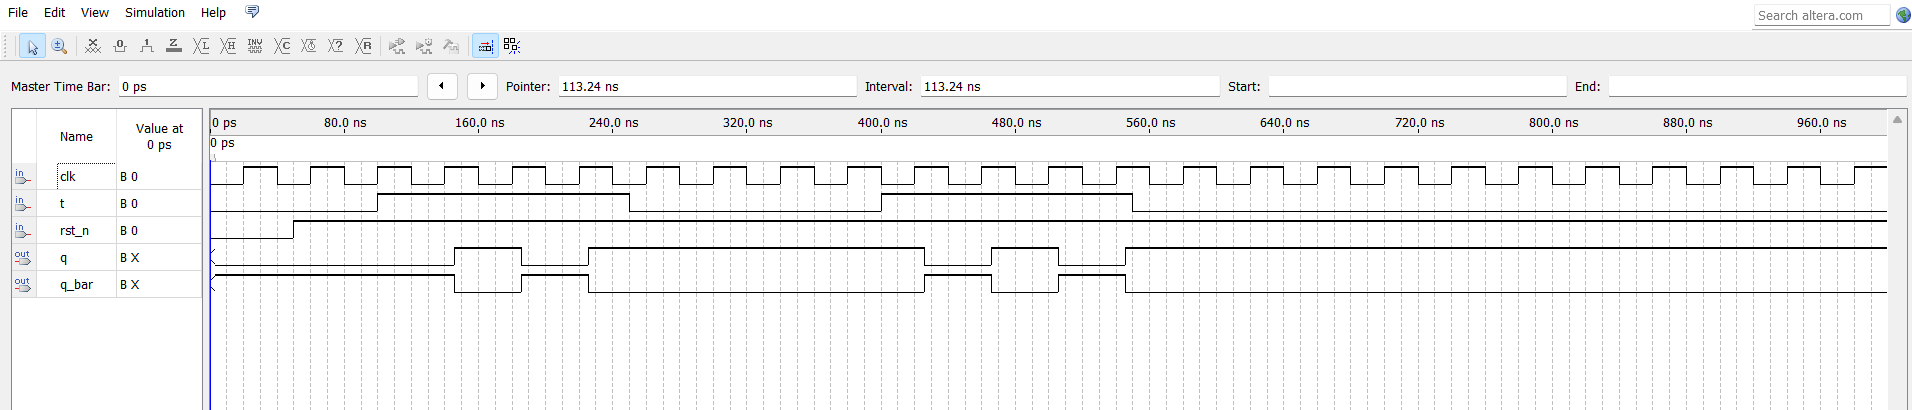 File Edit View Simulation Help
Search altera.com
0 1 Z L H INV C ? R
Master Time Bar: 0 ps Pointer: 113.24 ns Interval: 113.24 ns Start: End:
Name Value at 0 ps
0 ps 80.0 ns 160.0 ns 240.0 ns 320.0 ns 400.0 ns 480.0 ns 560.0 ns 640.0 ns 720.0 ns 800.0 ns 880.0 ns 960.0 ns
0 ps
in clk B 0
in t B 0
in rst_n B 0
out q B X
out q_bar B X